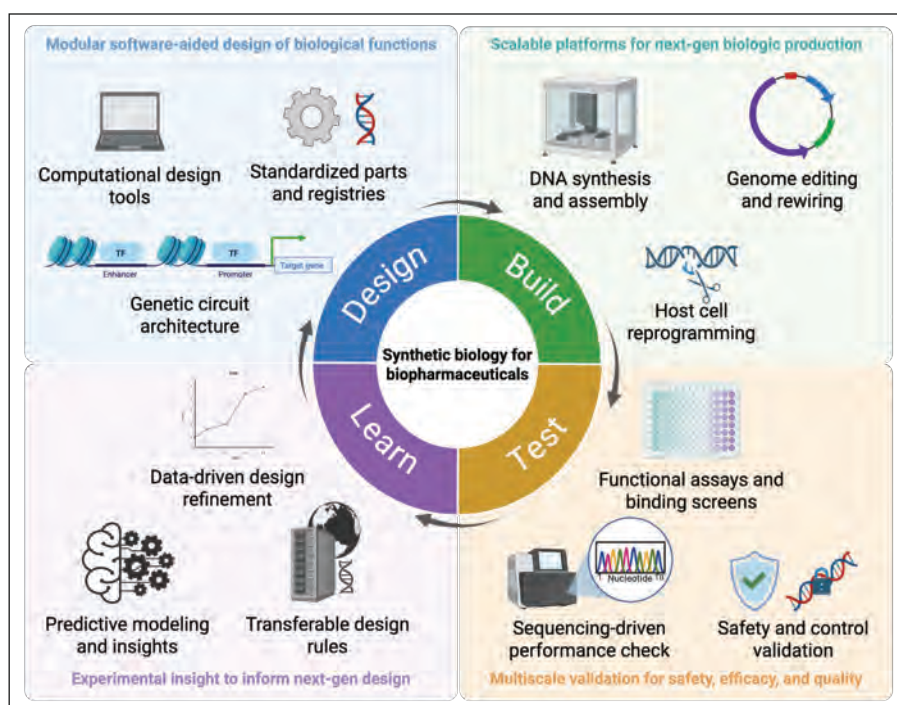 Modular software-aided design of biological functions
Scalable platforms for next-gen biologic production
Computational design
tools
Standardized parts
and registries
DNA synthesis
and assembly
Genome editing
and rewiring
TF
TF
Enhancer
Promoter
Target gene
Genetic circuit
architecture
Host cell
reprogramming
Design
Build
Synthetic biology for
biopharmaceuticals
Learn
Test
Data-driven design
refinement
Functional assays and
binding screens
Predictive modeling
and insights
Transferable design
rules
Nucleotide
Sequencing-driven
performance check
Safety and control
validation
Experimental insight to inform next-gen design
Multiscale validation for safety, efficacy, and quality